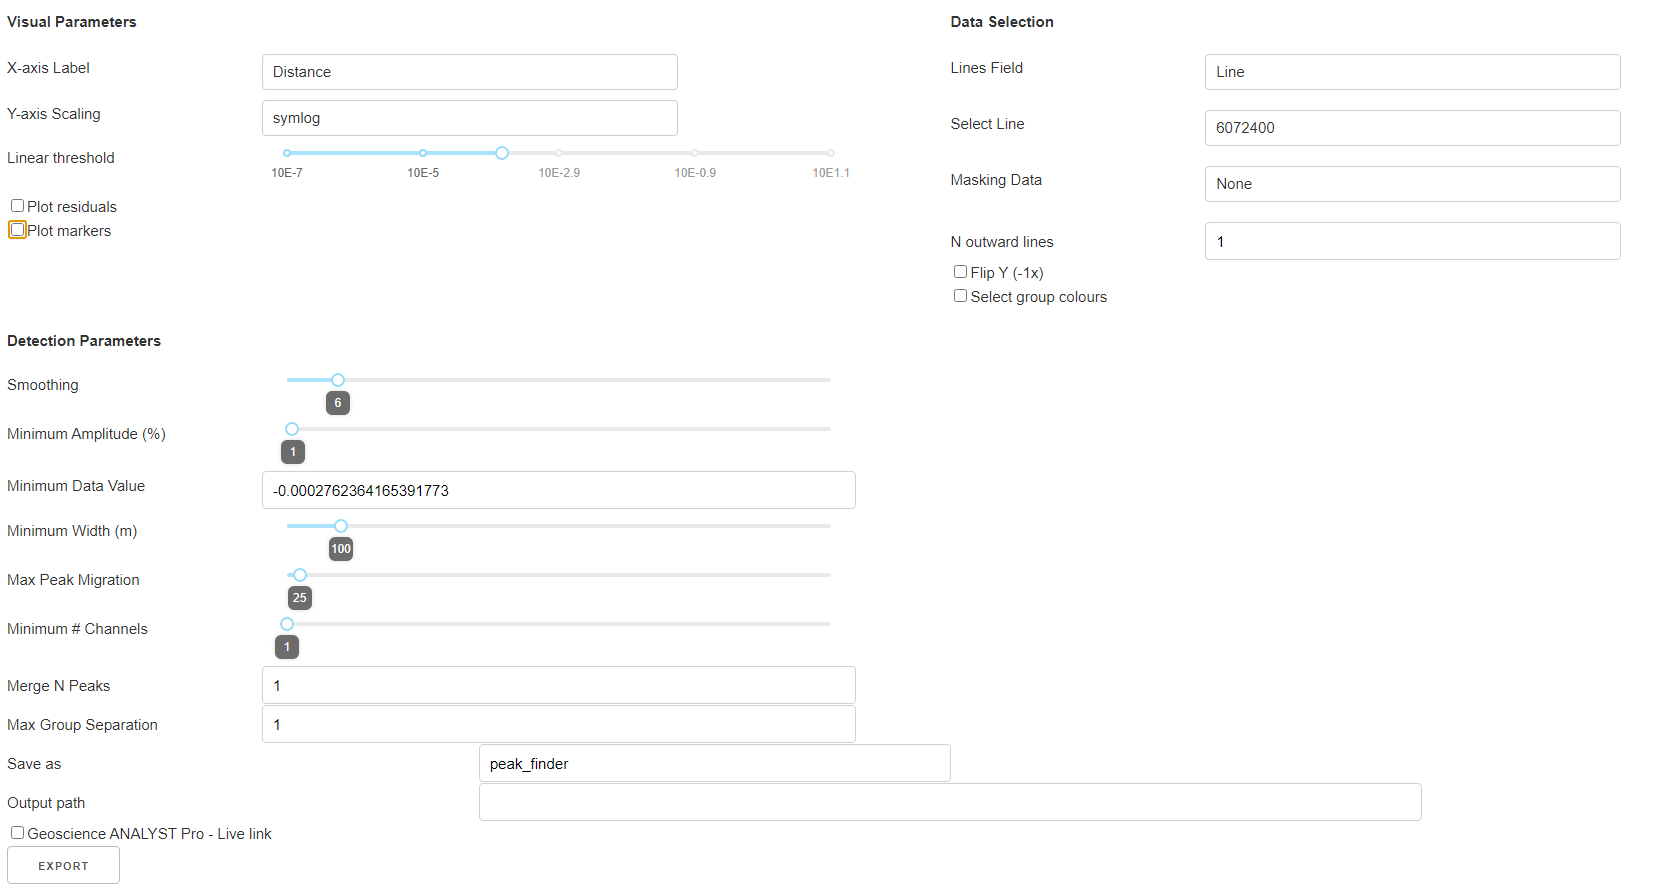 Visual Parameters
Data Selection
X-axis Label
Distance
Lines Field
Line
Y-axis Scaling
symlog
Select Line
6072400
Linear threshold
10E-7 10E-5 10E-2.9 10E-0.9 10E1.1
Masking Data
None
Plot residuals
Plot markers
N outward lines
1
Flip Y (-1x)
Select group colours
Detection Parameters
Smoothing
6
Minimum Amplitude (%)
1
Minimum Data Value
-0.0002762364165391773
Minimum Width (m)
100
Max Peak Migration
25
Minimum # Channels
1
Merge N Peaks
1
Max Group Separation
1
Save as
peak_finder
Output path
Geoscience ANALYST Pro - Live link
EXPORT